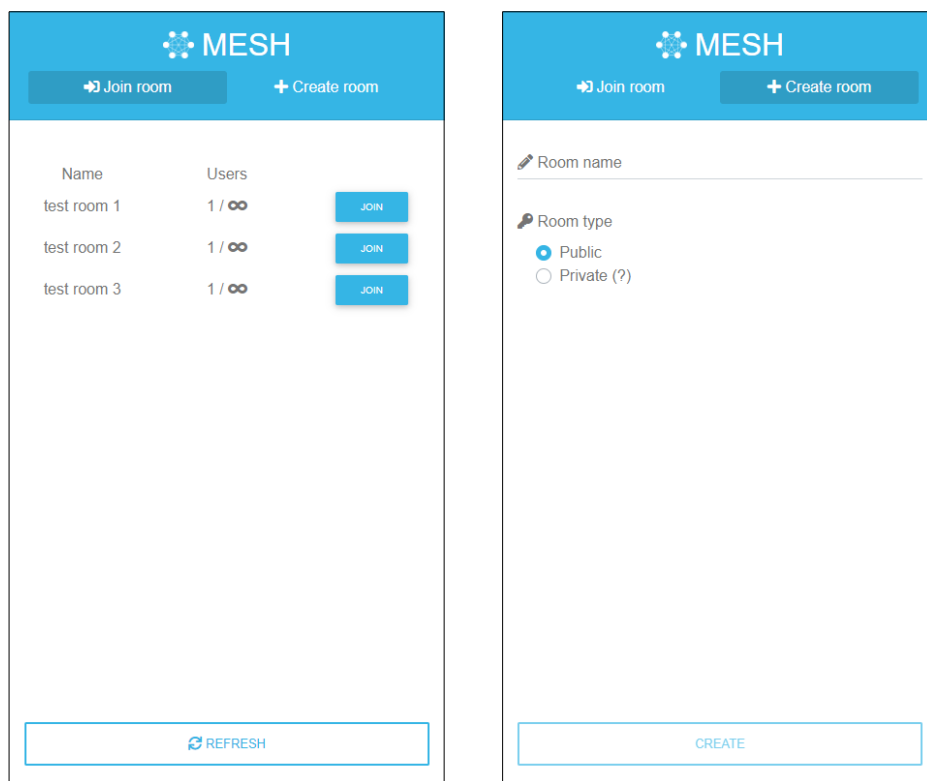 MESH
Join room
Create room
Name Users
test room 1 1 / ∞ JOIN
test room 2 1 / ∞ JOIN
test room 3 1 / ∞ JOIN
REFRESH
MESH
Join room
Create room
Room name
Room type
Public
Private (?)
CREATE